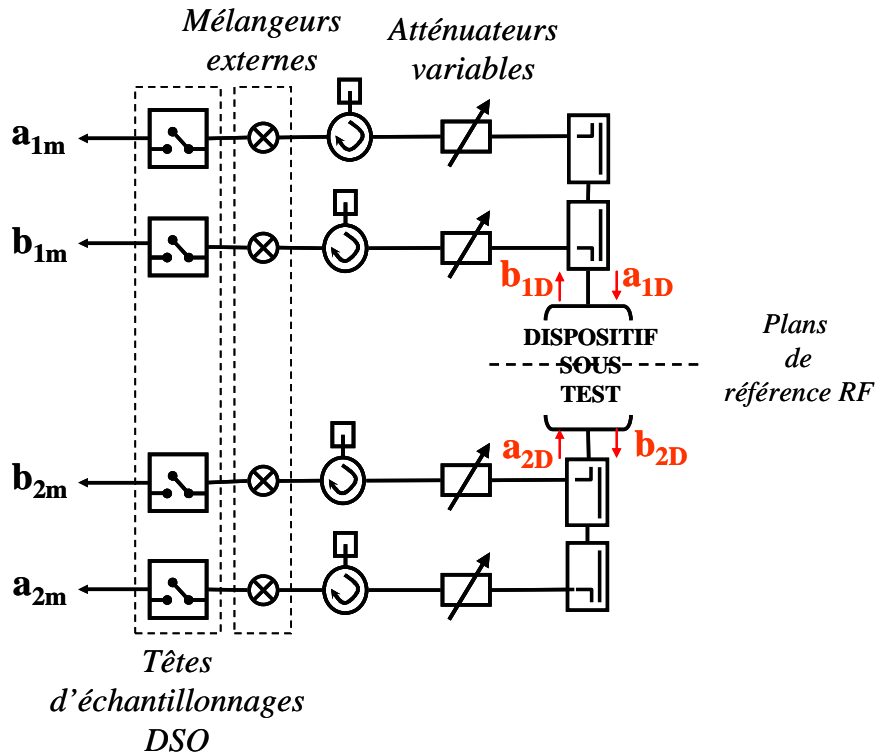 Mélangeurs
externes
Atténuateurs
variables
a1m
b1m
b1D
a1D
DISPOSITIF
SOUS
TEST
Plans
de
référence RF
a2D
b2D
b2m
a2m
Têtes
d'échantillonnages
DSO